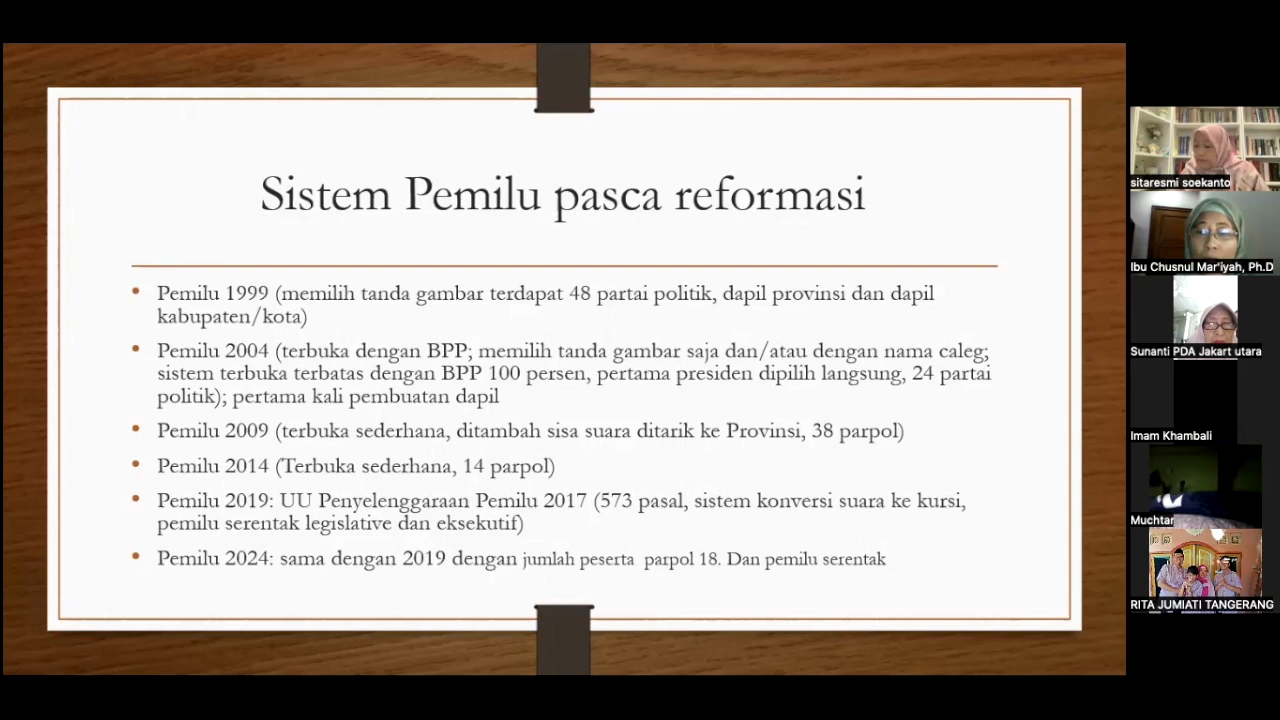 Sistem Pemilu pasca reformasi
• Pemilu 1999 (memilih tanda gambar terdapat 48 partai politik, dapil provinsi dan dapil
kabupaten/kota)
• Pemilu 2004 (terbuka dengan BPP; memilih tanda gambar saja dan/atau dengan nama caleg;
sistem terbuka terbatas dengan BPP 100 persen, pertama presiden dipilih langsung, 24 partai
politik); pertama kali pembuatan dapil
• Pemilu 2009 (terbuka sederhana, ditambah sisa suara ditarik ke Provinsi, 38 parpol)
• Pemilu 2014 (Terbuka sederhana, 14 parpol)
• Pemilu 2019: UU Penyelenggaraan Pemilu 2017 (573 pasal, sistem konversi suara ke kursi,
pemilu serentak legislative dan eksekutif)
• Pemilu 2024: sama dengan 2019 dengan jumlah peserta parpol 18. Dan pemilu serentak
sitaresmi soekanto
Ibu Chusnul Mar'iyah, Ph.D
Sunanti PDA Jakart utara
Imam Khambali
Muchtar
RITA JUMIATI TANGERANG